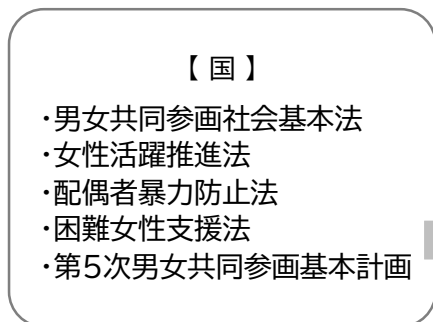 【 国 】
・男女共同参画社会基本法
・女性活躍推進法
・配偶者暴力防止法
・困難女性支援法
・第5次男女共同参画基本計画